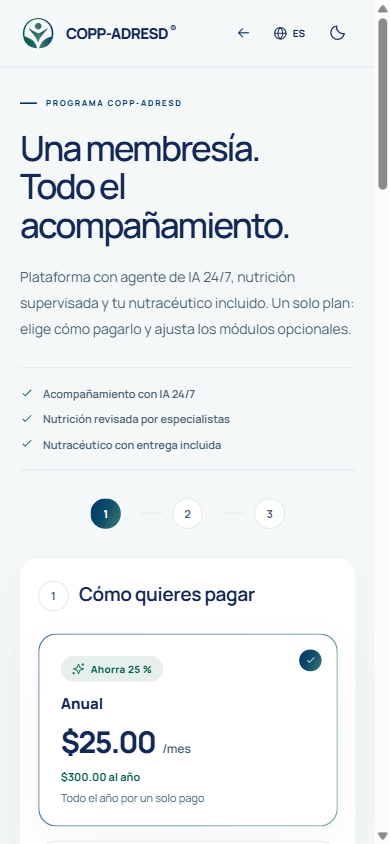 COPP-ADRESD®
ES
PROGRAMA COPP-ADRESD
Una membresía.
Todo el
acompañamiento.
Plataforma con agente de IA 24/7, nutrición
supervisada y tu nutracéutico incluido. Un solo plan:
elige cómo pagarlo y ajusta los módulos opcionales.
Acompañamiento con IA 24/7
Nutrición revisada por especialistas
Nutracéutico con entrega incluida
1
2
3
1
Cómo quieres pagar
Ahorra 25 %
Anual
$25.00 /mes
$300.00 al año
Todo el año por un solo pago